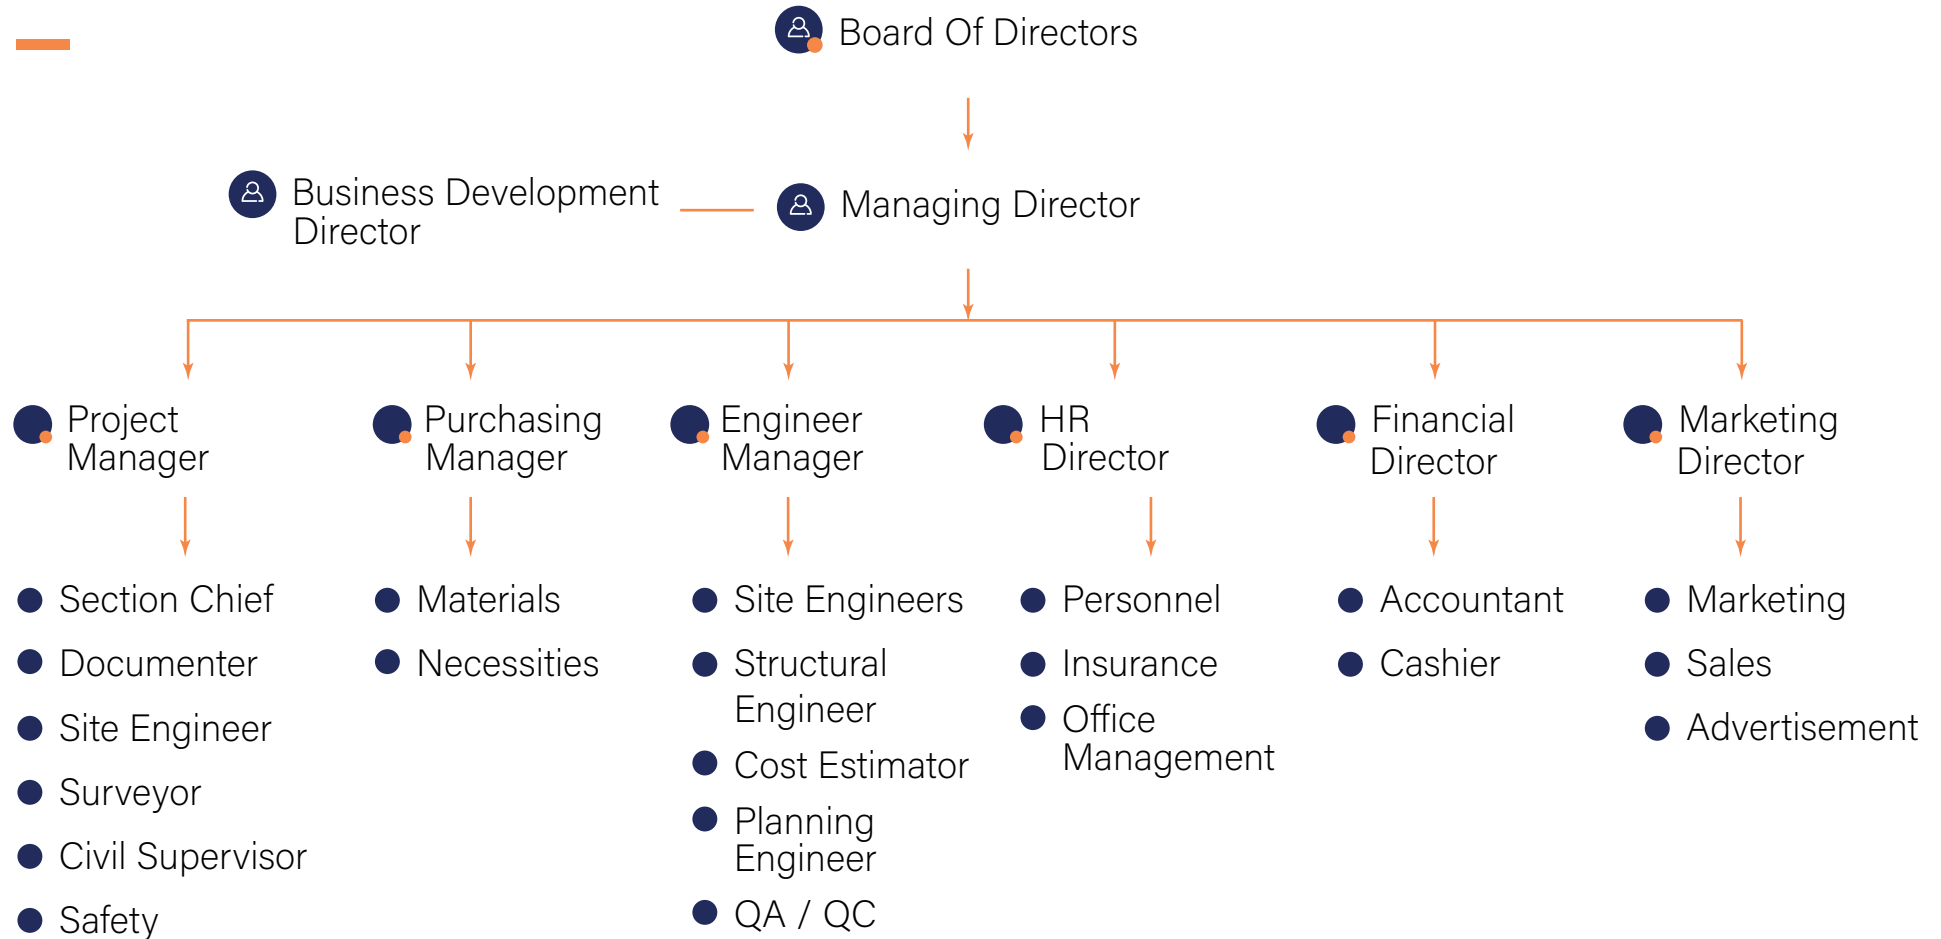 Board Of Directors
Business Development
Director
Managing Director
Project
Manager
Purchasing
Manager
Engineer
Manager
HR
Director
Financial
Director
Marketing
Director
Section Chief
Documenter
Site Engineer
Surveyor
Civil Supervisor
Safety
Materials
Necessities
Site Engineers
Structural
Engineer
Cost Estimator
Planning
Engineer
QA / QC
Personnel
Insurance
Office
Management
Accountant
Cashier
Marketing
Sales
Advertisement